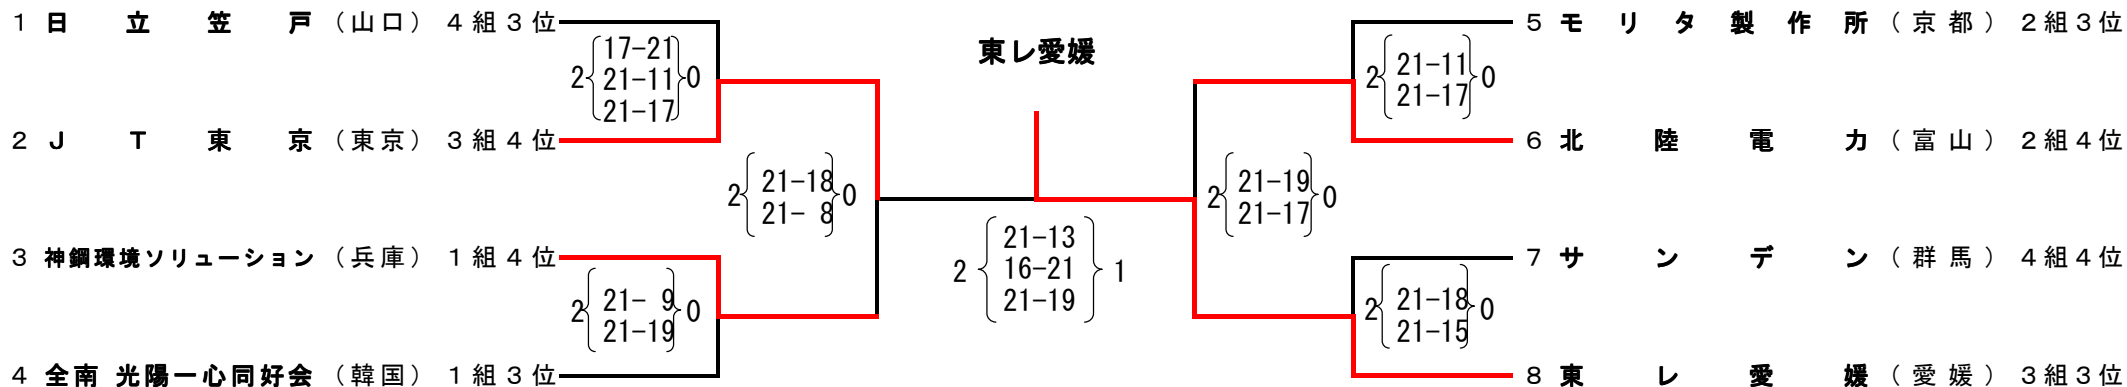 1 日立笠戸（山口） 4組3位
17-21
2 21-11 0
21-17
2 JT東京（東京） 3組4位
2 21-18 0
21- 8
3 神鋼環境ソリューション（兵庫） 1組4位
2 21- 9 0
21-19
4 全南 光陽一心同好会（韓国） 1組3位
東レ愛媛
21-13
2 16-21 1
21-19
5 モリタ製作所（京都） 2組3位
2 21-11 0
21-17
6 北陸電力（富山） 2組4位
2 21-19 0
21-17
7 サンデン（群馬） 4組4位
2 21-18 0
21-15
8 東レ愛媛（愛媛） 3組3位